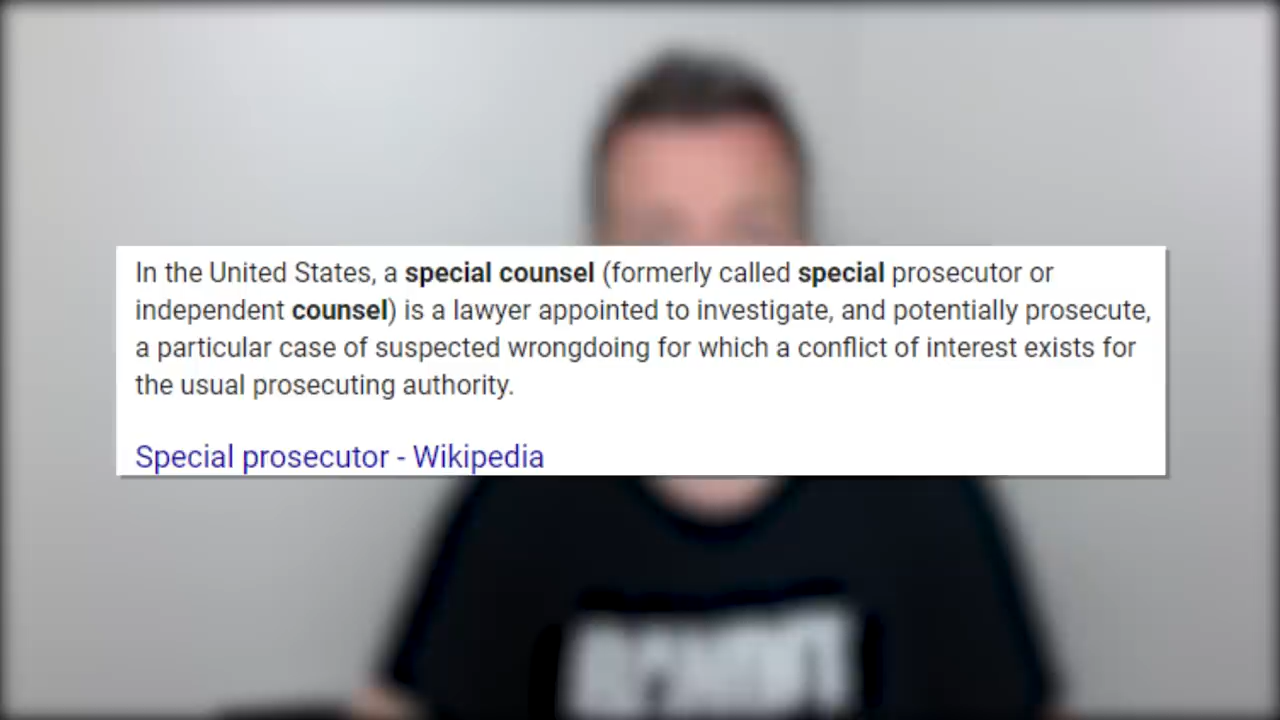 In the United States, a special counsel (formerly called special prosecutor or
independent counsel) is a lawyer appointed to investigate, and potentially prosecute,
a particular case of suspected wrongdoing for which a conflict of interest exists for
the usual prosecuting authority.
Special prosecutor - Wikipedia